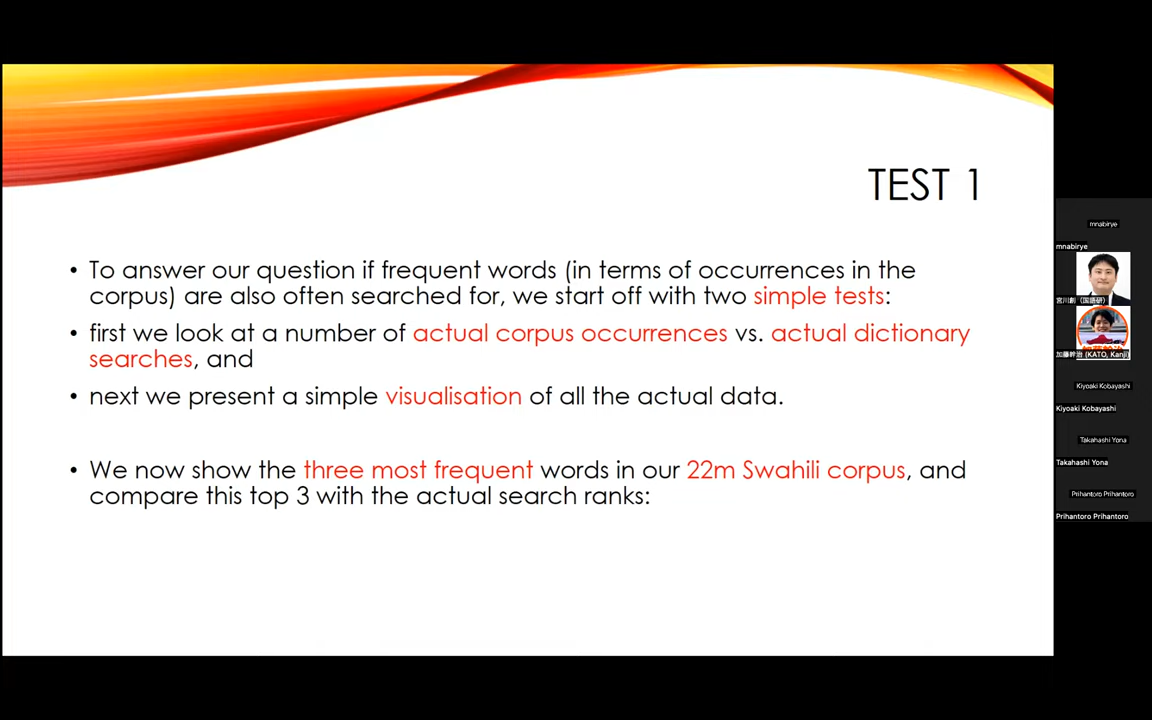 TEST 1
• To answer our question if frequent words (in terms of occurrences in the
corpus) are also often searched for, we start off with two simple tests:
• first we look at a number of actual corpus occurrences vs. actual dictionary
searches, and
• next we present a simple visualisation of all the actual data.
• We now show the three most frequent words in our 22m Swahili corpus, and
compare this top 3 with the actual search ranks:
mnabirye
mnabirye
宮川創（国語研）
加藤幹治 (KATO, Kanji)
Kiyoaki Kobayashi
Kiyoaki Kobayashi
Takahashi Yona
Takahashi Yona
Prihantoro Prihantoro
Prihantoro Prihantoro